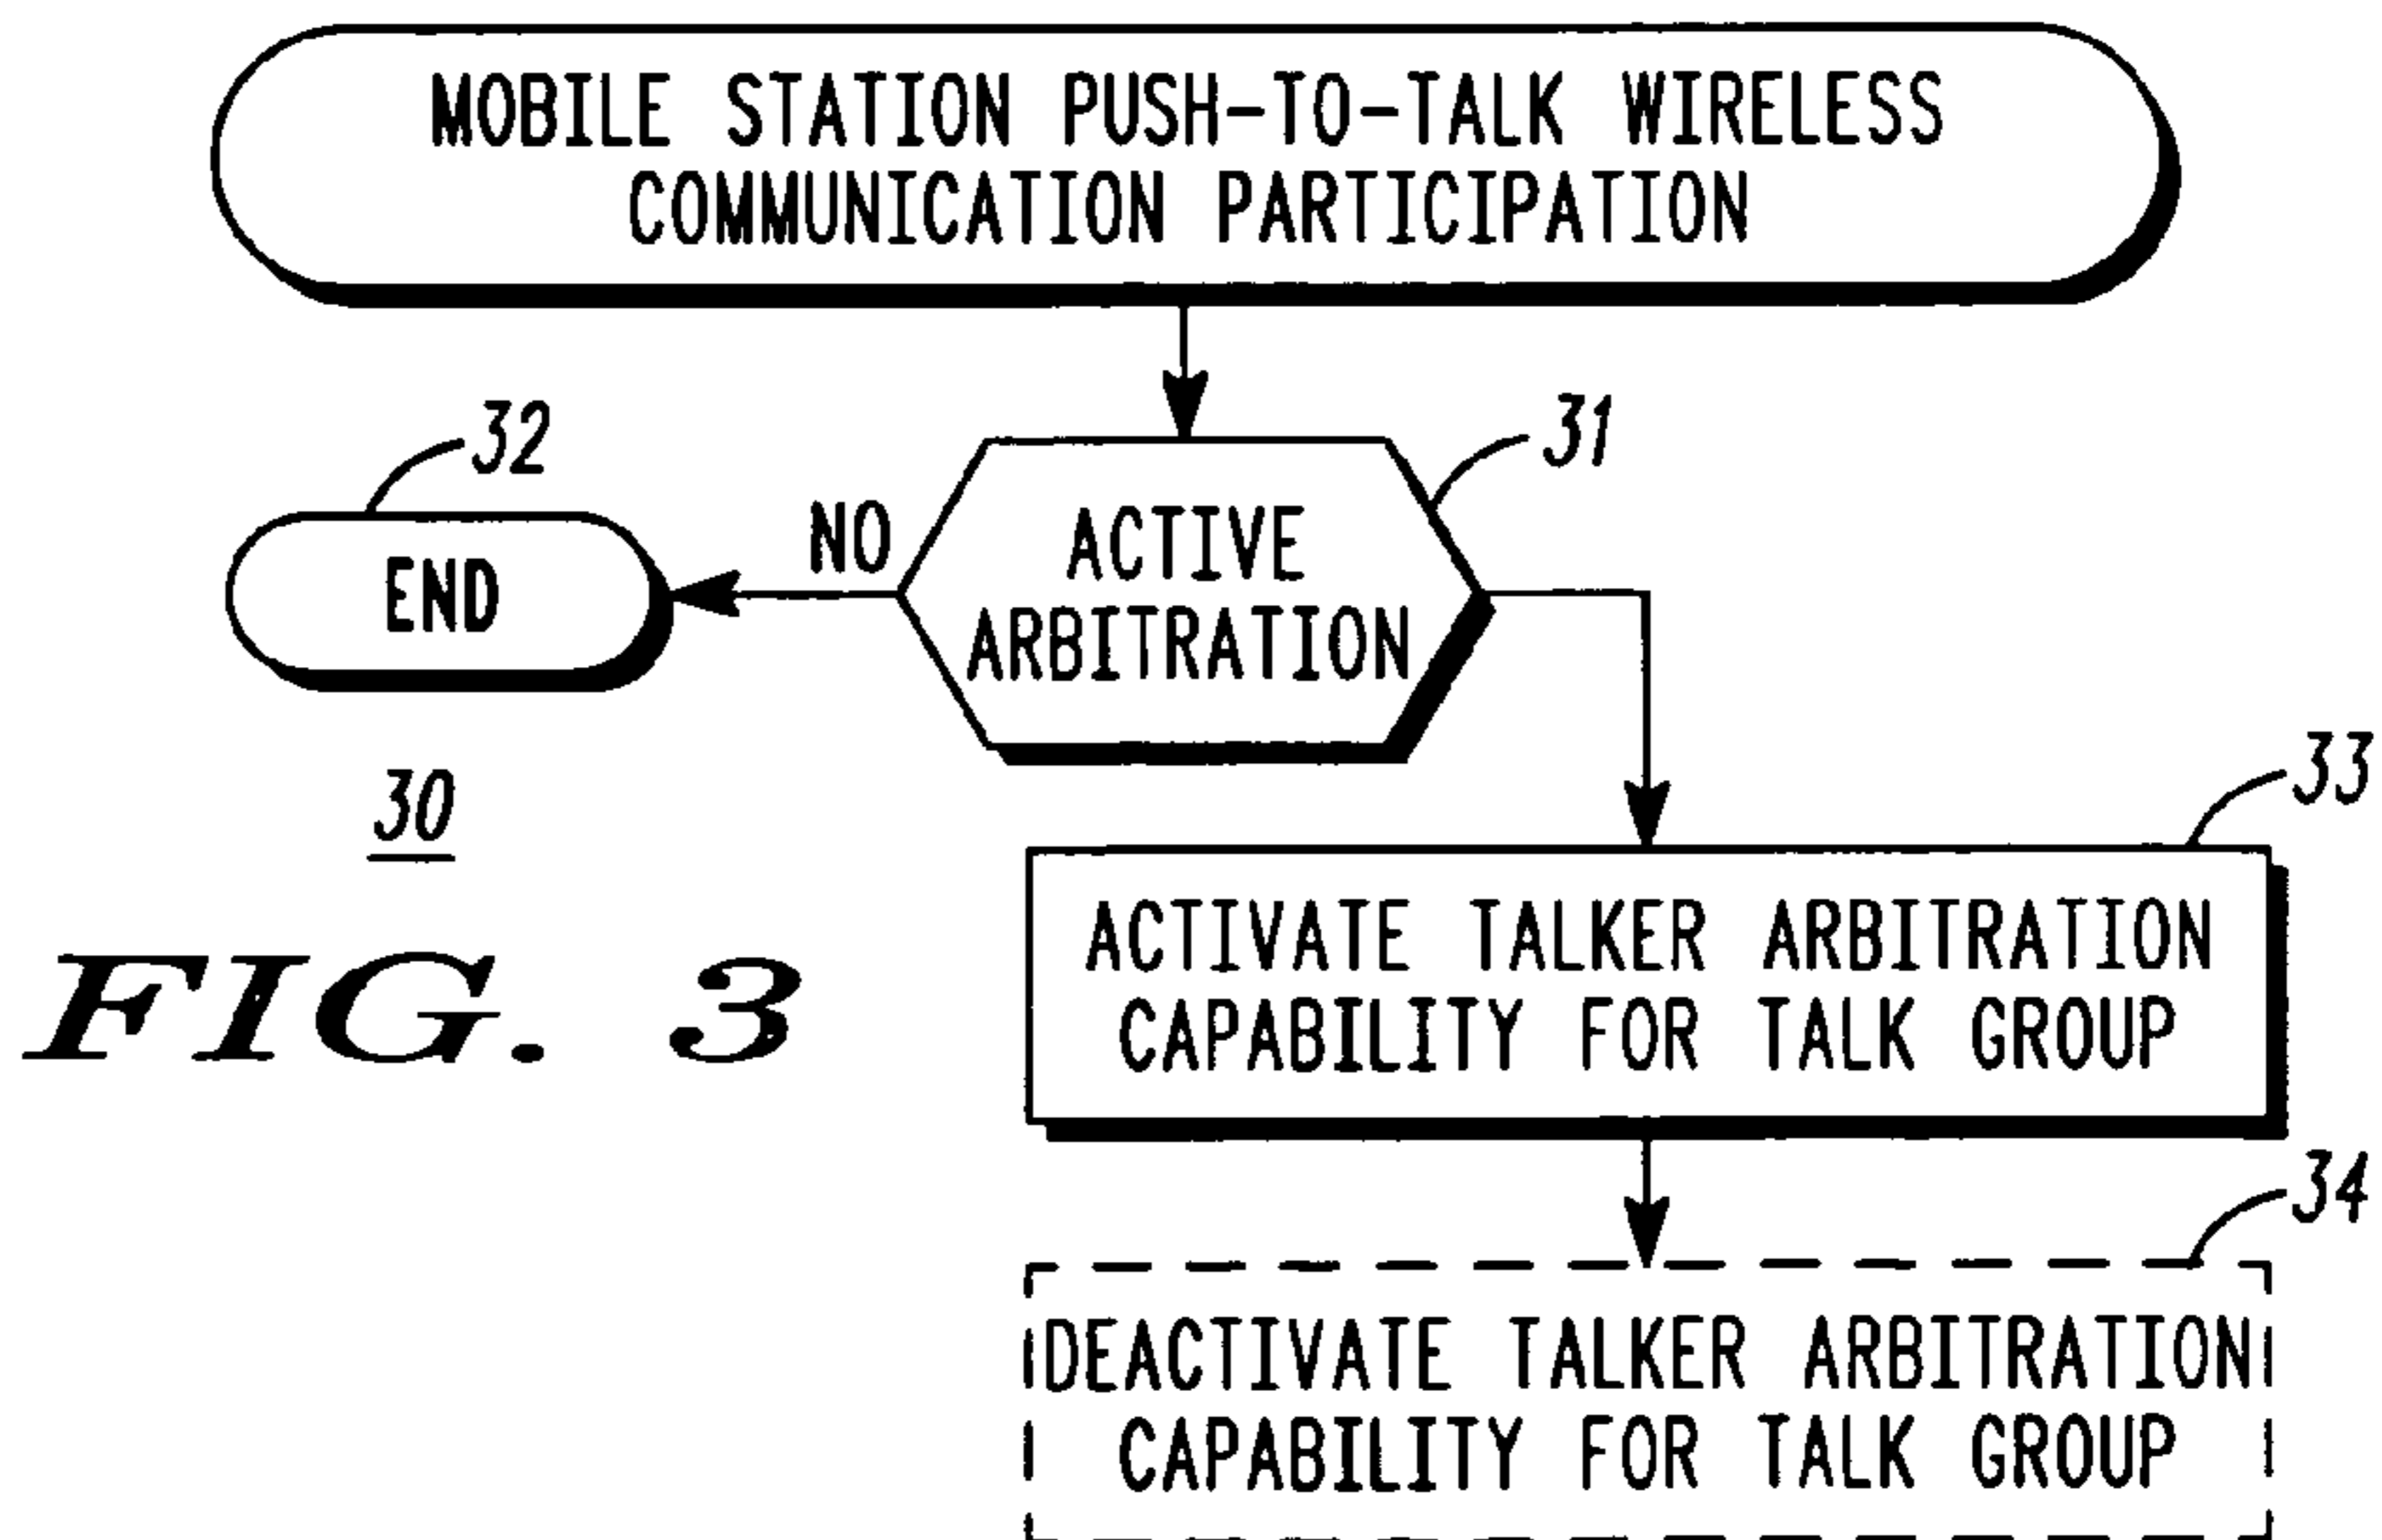 MOBILE STATION PUSH-TO-TALK WIRELESS
COMMUNICATION PARTICIPATION
32
31
NO
ACTIVE
ARBITRATION
END
30
33
FIG. 3
ACTIVATE TALKER ARBITRATION
CAPABILITY FOR TALK GROUP
34
DEACTIVATE TALKER ARBITRATION
CAPABILITY FOR TALK GROUP